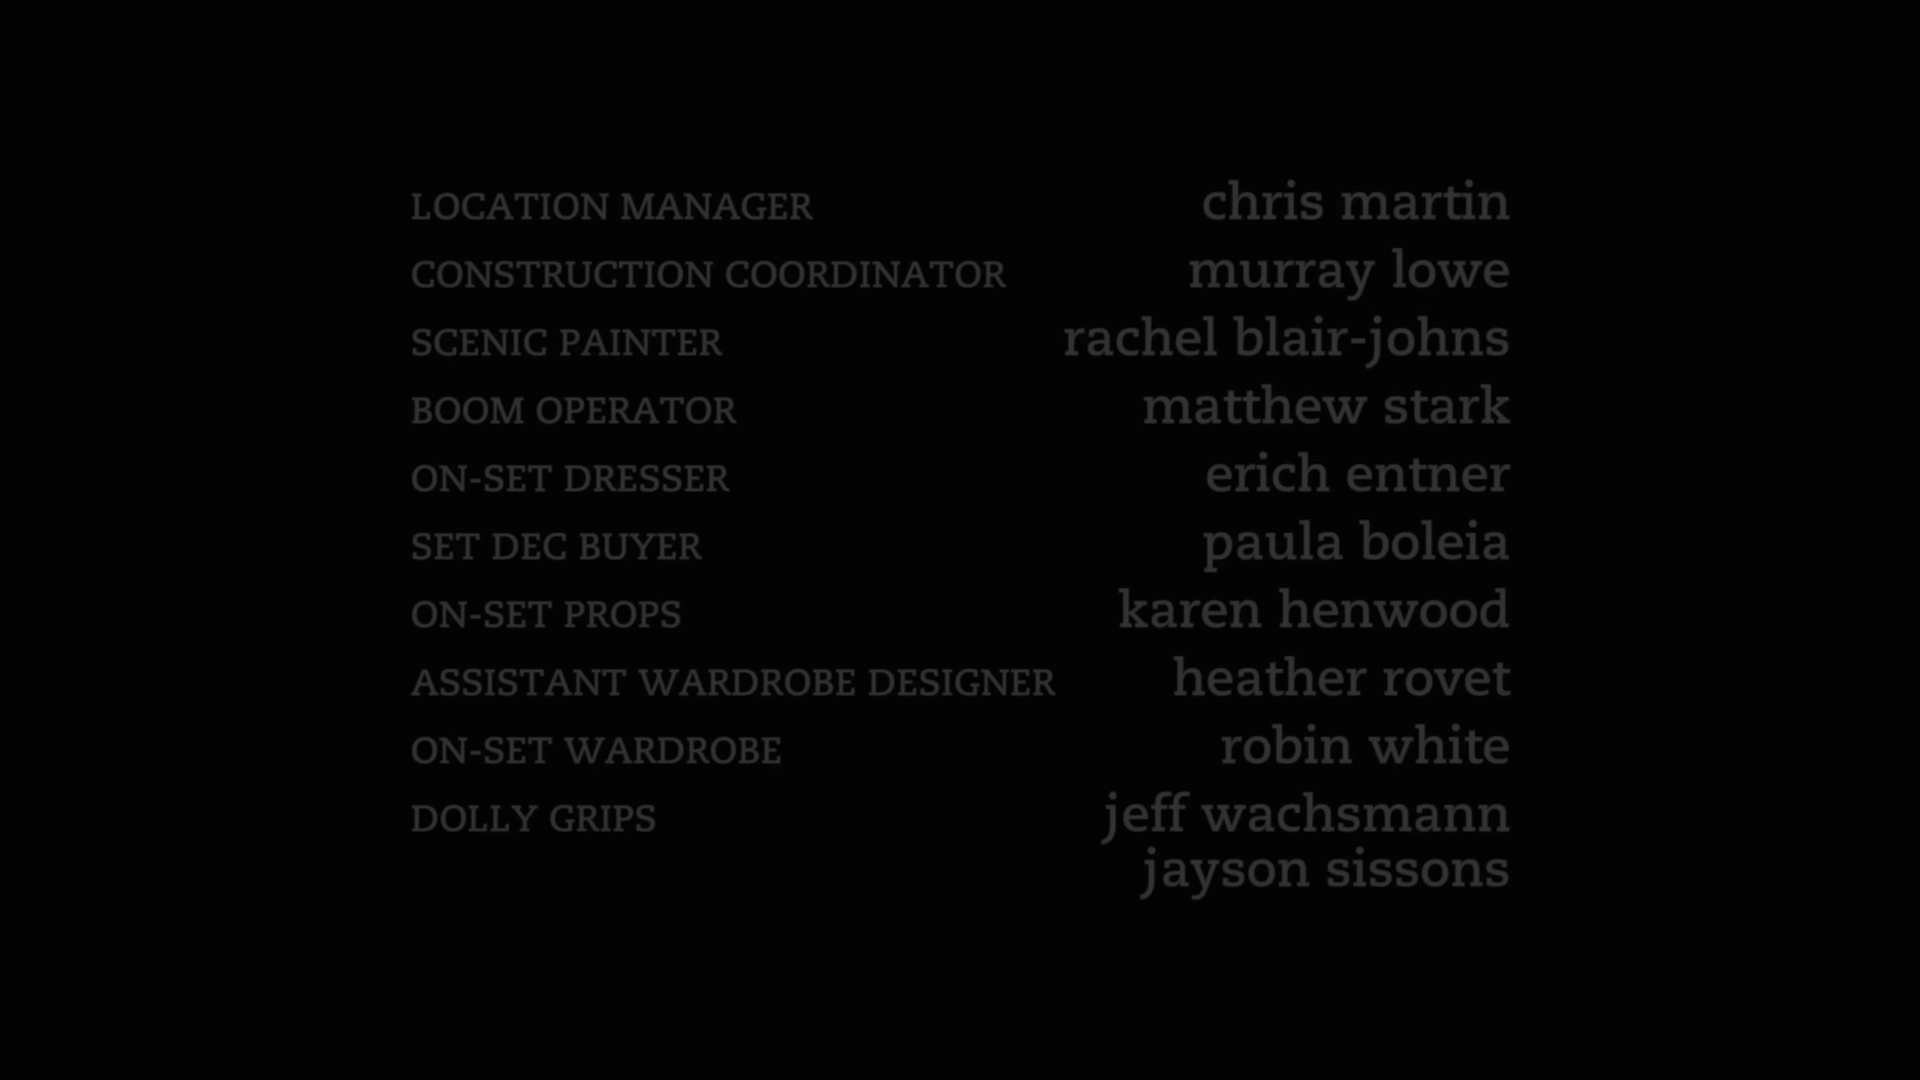 LOCATION MANAGER chris martin
CONSTRUCTION COORDINATOR murray lowe
SCENIC PAINTER rachel blair-johns
BOOM OPERATOR matthew stark
ON-SET DRESSER erich entner
SET DEC BUYER paula boleia
ON-SET PROPS karen henwood
ASSISTANT WARDROBE DESIGNER heather rovet
ON-SET WARDROBE robin white
DOLLY GRIPS jeff wachsmann
jayson sissons